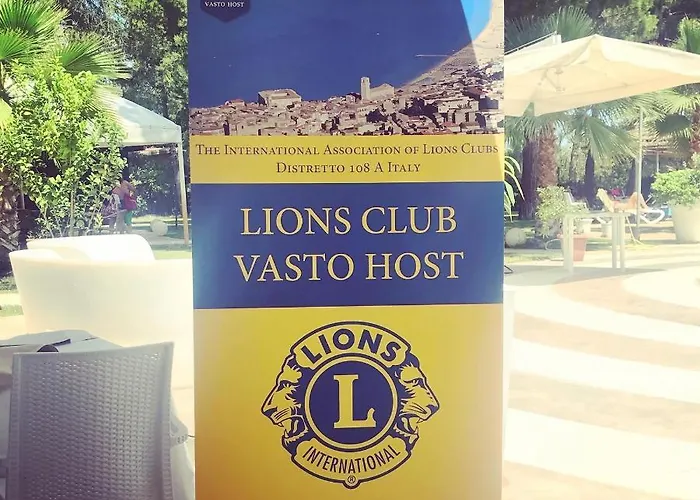 VASTO HOST
THE INTERNATIONAL ASSOCIATION OF LIONS CLUBS
DISTRETTO 108 A ITALY
LIONS CLUB
VASTO HOST
LIONS
L
INTERNATIONAL
®